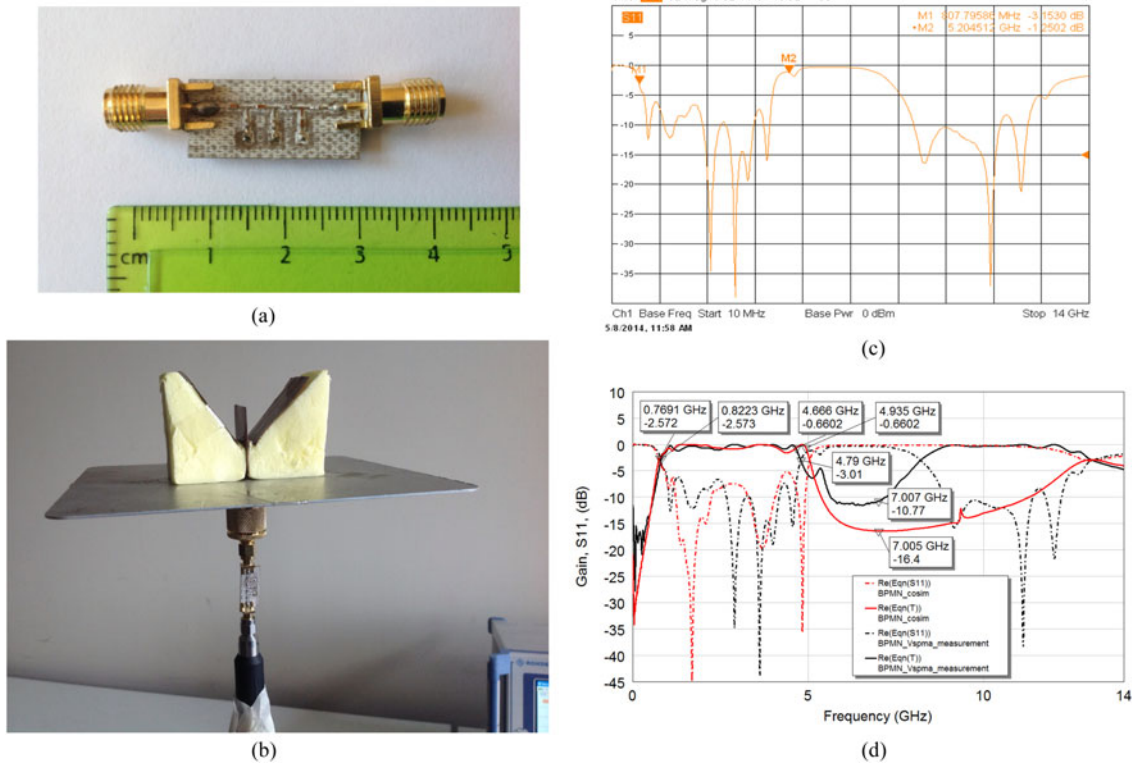 cm 1 2 3 4 5
(a)
S11
M1 807.79586 MHz -3.1530 dB
•M2 5.204512 GHz -1.2502 dB
M1
M2
-5
-10
-15
-20
-25
-30
-35
Ch1 Base Freq Start 10 MHz Base Pwr 0 dBm Stop 14 GHz
5/8/2014, 11:58 AM
(c)
(b)
Gain, S11, (dB)
10
5
0
-5
-10
-15
-20
-25
-30
-35
-40
-45
0.7691 GHz
-2.572
0.8223 GHz
-2.573
4.666 GHz
-0.6602
4.935 GHz
-0.6602
4.79 GHz
-3.01
7.007 GHz
-10.77
7.005 GHz
-16.4
Re(Eqn(S11))
BPMN_cosim
Re(Eqn(T))
BPMN_cosim
Re(Eqn(S11))
BPMN_Vspma_measurement
Re(Eqn(T))
BPMN_Vspma_measurement
0 5 10 14
Frequency (GHz)
(d)